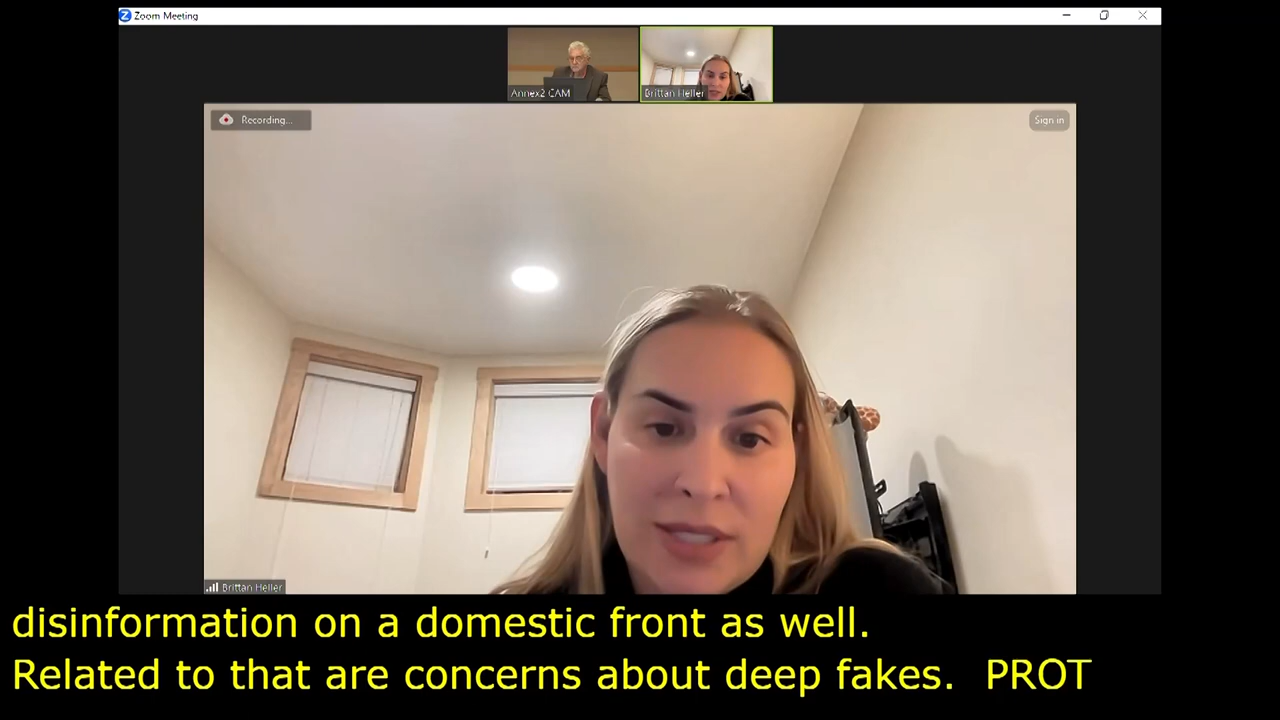 Zoom Meeting
Annex2 CAM
Brittan Heller
Recording...
Sign in
Brittan Heller
disinformation on a domestic front as well.
Related to that are concerns about deep fakes.  PROT